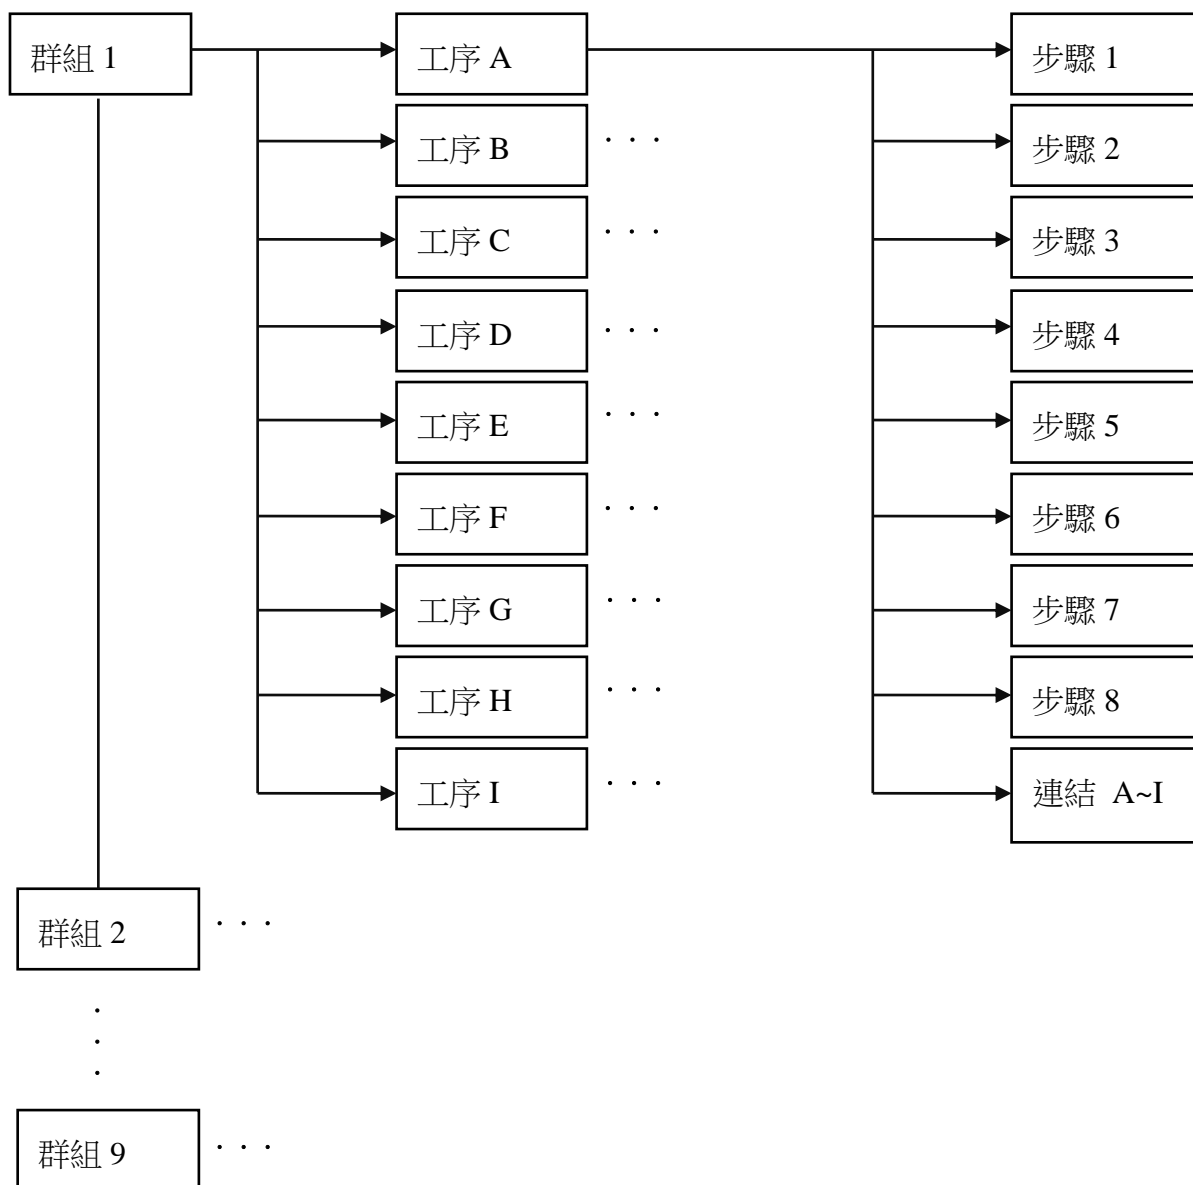 群組 1
工序 A
步驟 1
工序 B
· · ·
步驟 2
工序 C
· · ·
步驟 3
工序 D
· · ·
步驟 4
工序 E
· · ·
步驟 5
工序 F
· · ·
步驟 6
工序 G
· · ·
步驟 7
工序 H
· · ·
步驟 8
工序 I
· · ·
連結 A~I
群組 2
· · ·
·
·
·
群組 9
· · ·